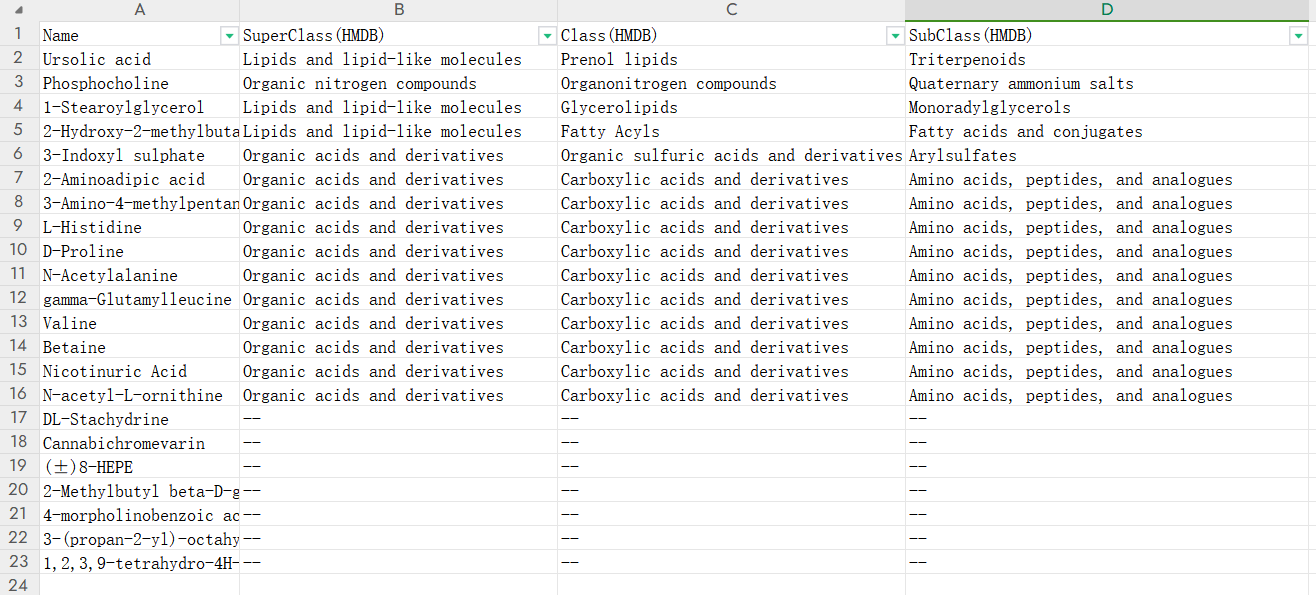 A B C D
1 Name SuperClass(HMDB) Class(HMDB) SubClass(HMDB)
2 Ursolic acid Lipids and lipid-like molecules Prenol lipids Triterpenoids
3 Phosphocholine Organic nitrogen compounds Organonitrogen compounds Quaternary ammonium salts
4 1-Stearoylglycerol Lipids and lipid-like molecules Glycerolipids Monoradylglycerols
5 2-Hydroxy-2-methylbuta Lipids and lipid-like molecules Fatty Acyls Fatty acids and conjugates
6 3-Indoxyl sulphate Organic acids and derivatives Organic sulfuric acids and derivatives Arylsulfates
7 2-Aminoadipic acid Organic acids and derivatives Carboxylic acids and derivatives Amino acids, peptides, and analogues
8 3-Amino-4-methylpentan Organic acids and derivatives Carboxylic acids and derivatives Amino acids, peptides, and analogues
9 L-Histidine Organic acids and derivatives Carboxylic acids and derivatives Amino acids, peptides, and analogues
10 D-Proline Organic acids and derivatives Carboxylic acids and derivatives Amino acids, peptides, and analogues
11 N-Acetylalanine Organic acids and derivatives Carboxylic acids and derivatives Amino acids, peptides, and analogues
12 gamma-Glutamylleucine Organic acids and derivatives Carboxylic acids and derivatives Amino acids, peptides, and analogues
13 Valine Organic acids and derivatives Carboxylic acids and derivatives Amino acids, peptides, and analogues
14 Betaine Organic acids and derivatives Carboxylic acids and derivatives Amino acids, peptides, and analogues
15 Nicotinuric Acid Organic acids and derivatives Carboxylic acids and derivatives Amino acids, peptides, and analogues
16 N-acetyl-L-ornithine Organic acids and derivatives Carboxylic acids and derivatives Amino acids, peptides, and analogues
17 DL-Stachydrine -- -- --
18 Cannabichromevarin -- -- --
19 (±)8-HEPE -- -- --
20 2-Methylbutyl beta-D-g -- -- --
21 4-morpholinobenzoic ac -- -- --
22 3-(propan-2-yl)-octahy -- -- --
23 1,2,3,9-tetrahydro-4H- -- -- --
24